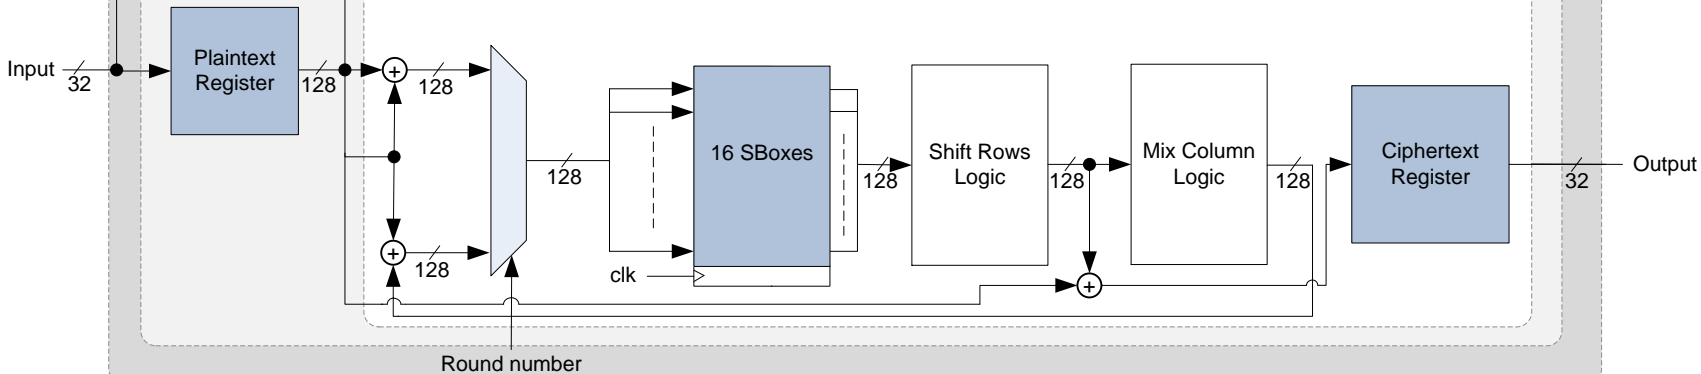 Input
32
Plaintext
Register
128
+
128
+
128
Round number
128
clk
16 SBoxes
128
Shift Rows
Logic
128
+
Mix Column
Logic
128
Ciphertext
Register
32
Output